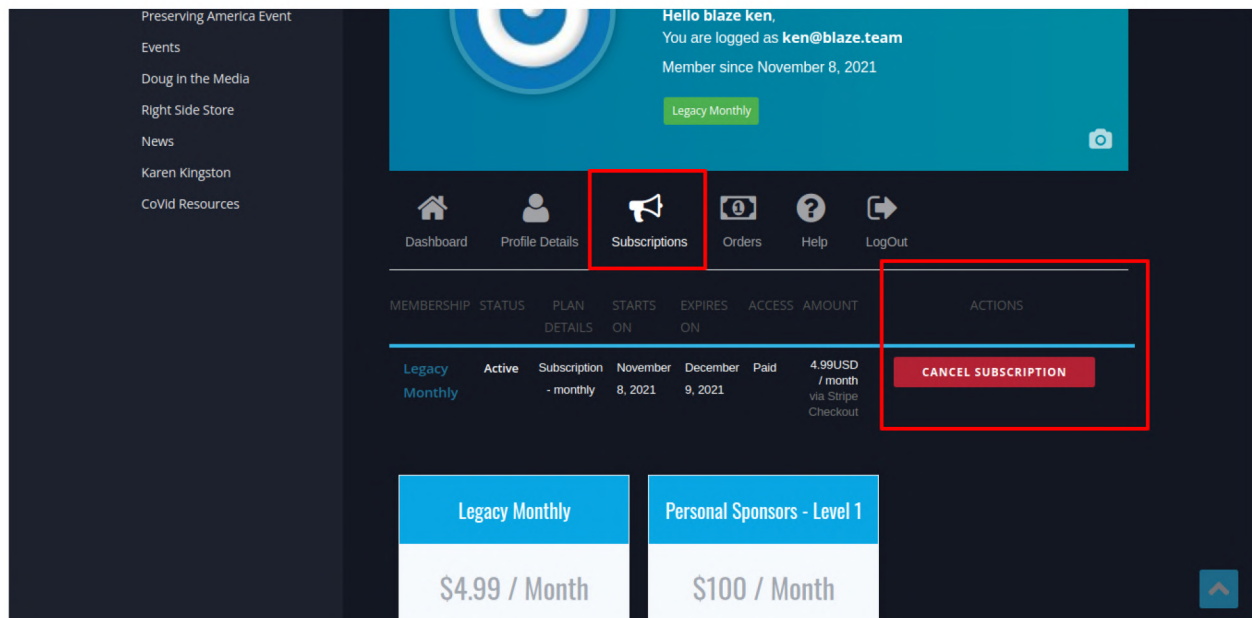 Preserving America Event
Events
Doug in the Media
Right Side Store
News
Karen Kingston
CoVid Resources
Hello blaze ken,
You are logged as ken@blaze.team
Member since November 8, 2021
Legacy Monthly
Dashboard Profile Details Subscriptions Orders Help LogOut
MEMBERSHIP STATUS PLAN DETAILS STARTS ON EXPIRES ON ACCESS AMOUNT ACTIONS
Legacy Monthly Active Subscription - monthly November 8, 2021 December 9, 2021 Paid 4.99USD / month via Stripe Checkout CANCEL SUBSCRIPTION
Legacy Monthly
$4.99 / Month
Personal Sponsors - Level 1
$100 / Month